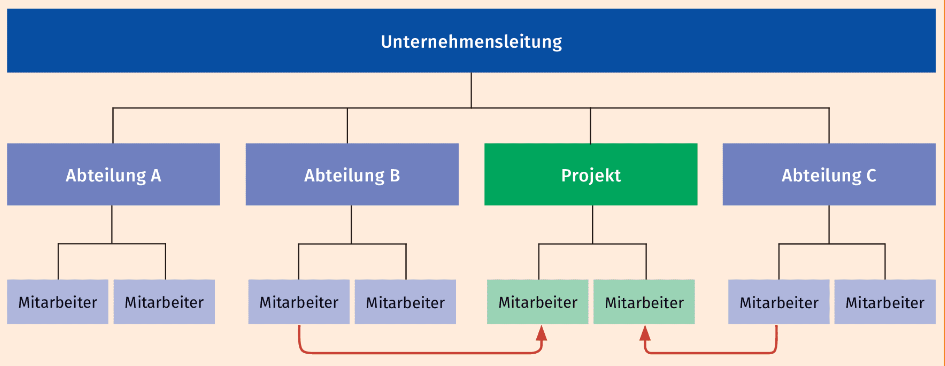 Unternehmensleitung
Abteilung A
Abteilung B
Projekt
Abteilung C
Mitarbeiter
Mitarbeiter
Mitarbeiter
Mitarbeiter
Mitarbeiter
Mitarbeiter
Mitarbeiter
Mitarbeiter